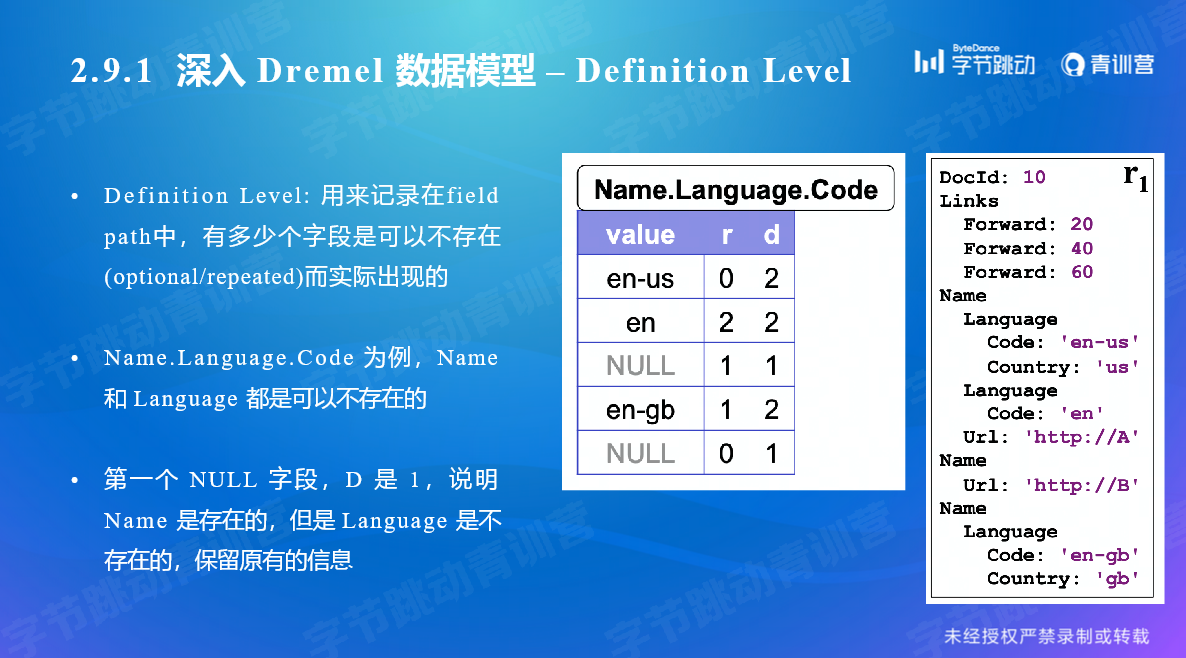 2.9.1 深入 Dremel 数据模型 – Definition Level
ByteDance
字节跳动
青训营
• Definition Level: 用来记录在field
path中，有多少个字段是可以不存在
(optional/repeated)而实际出现的
• Name.Language.Code 为例，Name
和 Language 都是可以不存在的
• 第一个 NULL 字段，D 是 1，说明
Name 是存在的，但是 Language 是不
存在的，保留原有的信息
Name.Language.Code
value r d
en-us 0 2
en 2 2
NULL 1 1
en-gb 1 2
NULL 0 1
r1
DocId: 10
Links
Forward: 20
Forward: 40
Forward: 60
Name
Language
Code: 'en-us'
Country: 'us'
Language
Code: 'en'
Url: 'http://A'
Name
Url: 'http://B'
Name
Language
Code: 'en-gb'
Country: 'gb'
未经授权严禁录制或转载
字节跳动青训营